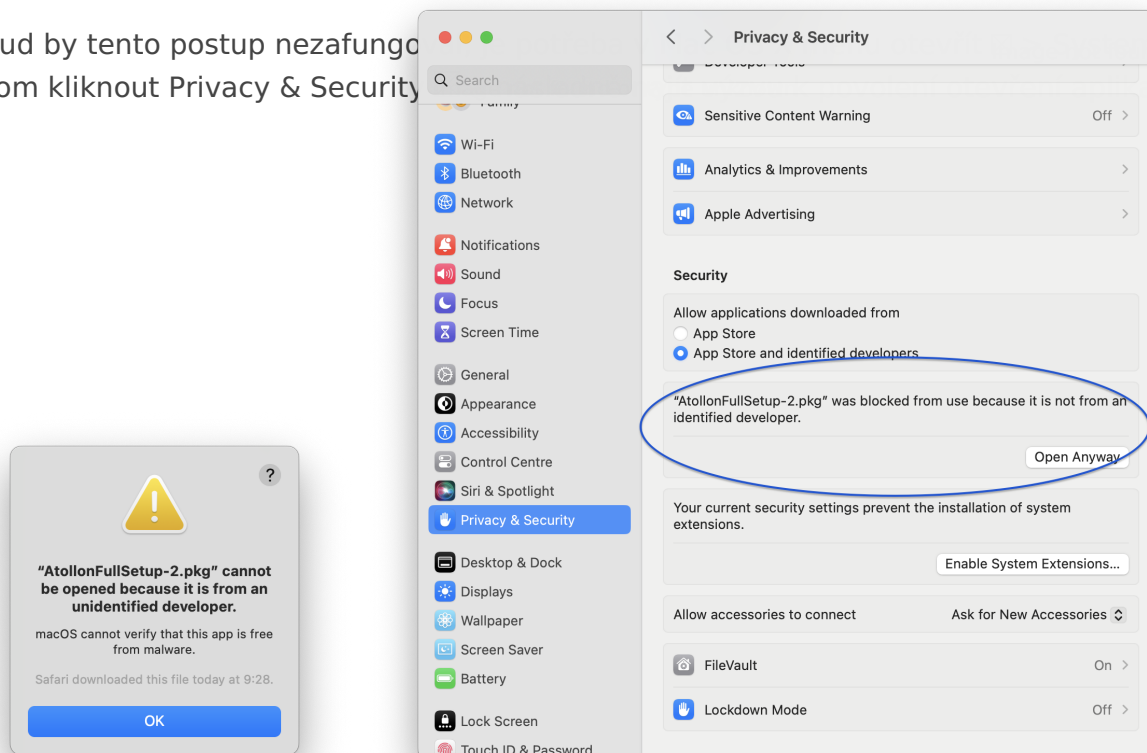 ud by tento postup nezafungo
om kliknout Privacy & Security
Search
Family
Wi-Fi
Bluetooth
Network
Notifications
Sound
Focus
Screen Time
General
Appearance
Accessibility
Control Centre
Siri & Spotlight
Privacy & Security
Desktop & Dock
Displays
Wallpaper
Screen Saver
Battery
Lock Screen
Touch ID & Password
Privacy & Security
Developer Tools
Sensitive Content Warning Off
Analytics & Improvements
Apple Advertising
Security
Allow applications downloaded from
App Store
App Store and identified developers
“AtollonFullSetup-2.pkg” was blocked from use because it is not from an
identified developer.
Open Anyway
Your current security settings prevent the installation of system
extensions.
Enable System Extensions...
Allow accessories to connect Ask for New Accessories
FileVault On
Lockdown Mode Off
?
“AtollonFullSetup-2.pkg” cannot
be opened because it is from an
unidentified developer.
macOS cannot verify that this app is free
from malware.
Safari downloaded this file today at 9:28.
OK